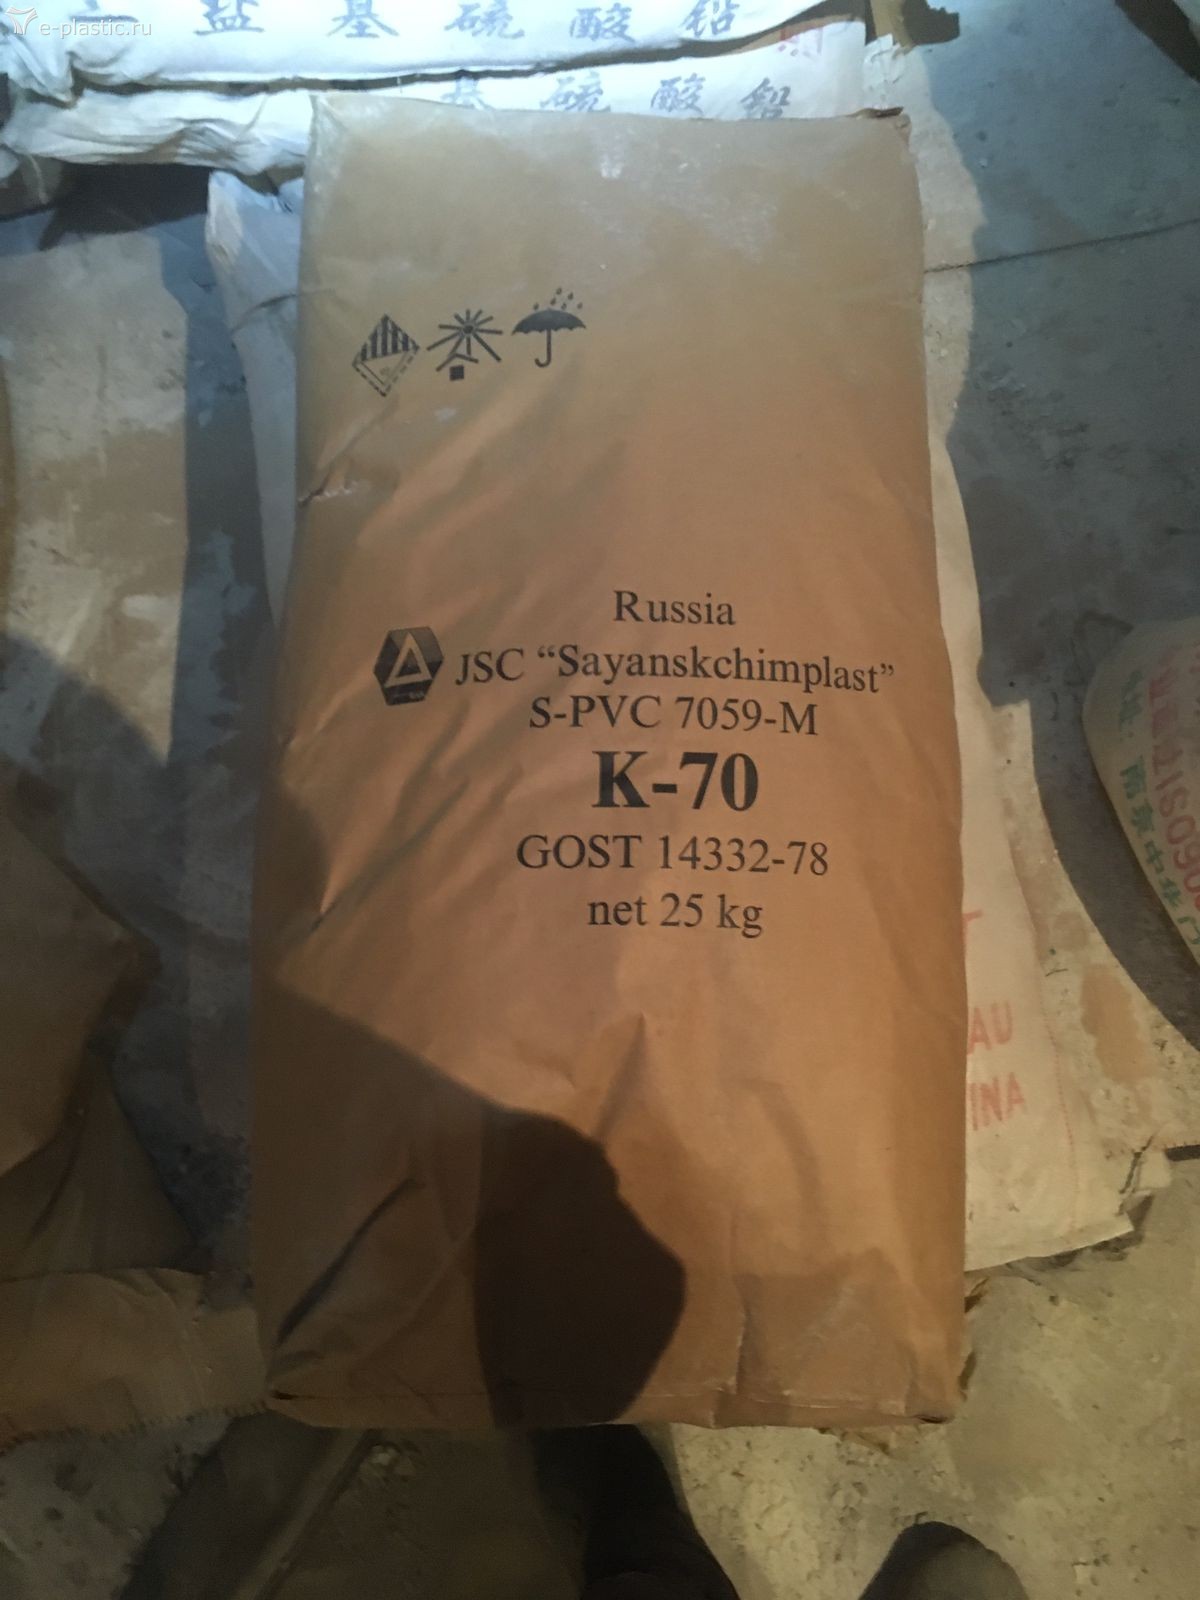 e-plastic.ru
盐基硫酸铅
基硫酸铅
Russia
JSC “Sayanskchimplast”
S-PVC 7059-M
K-70
GOST 14332-78
net 25 kg
AU
INA